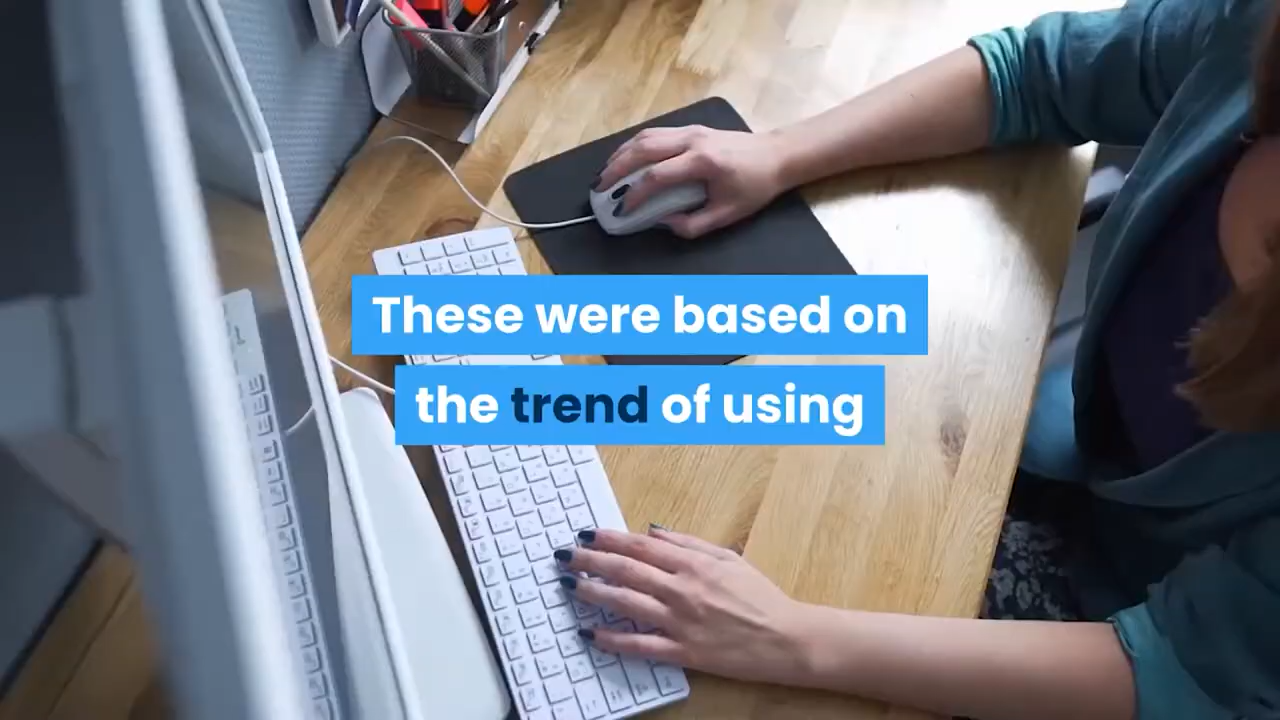 These were based on
the trend of using